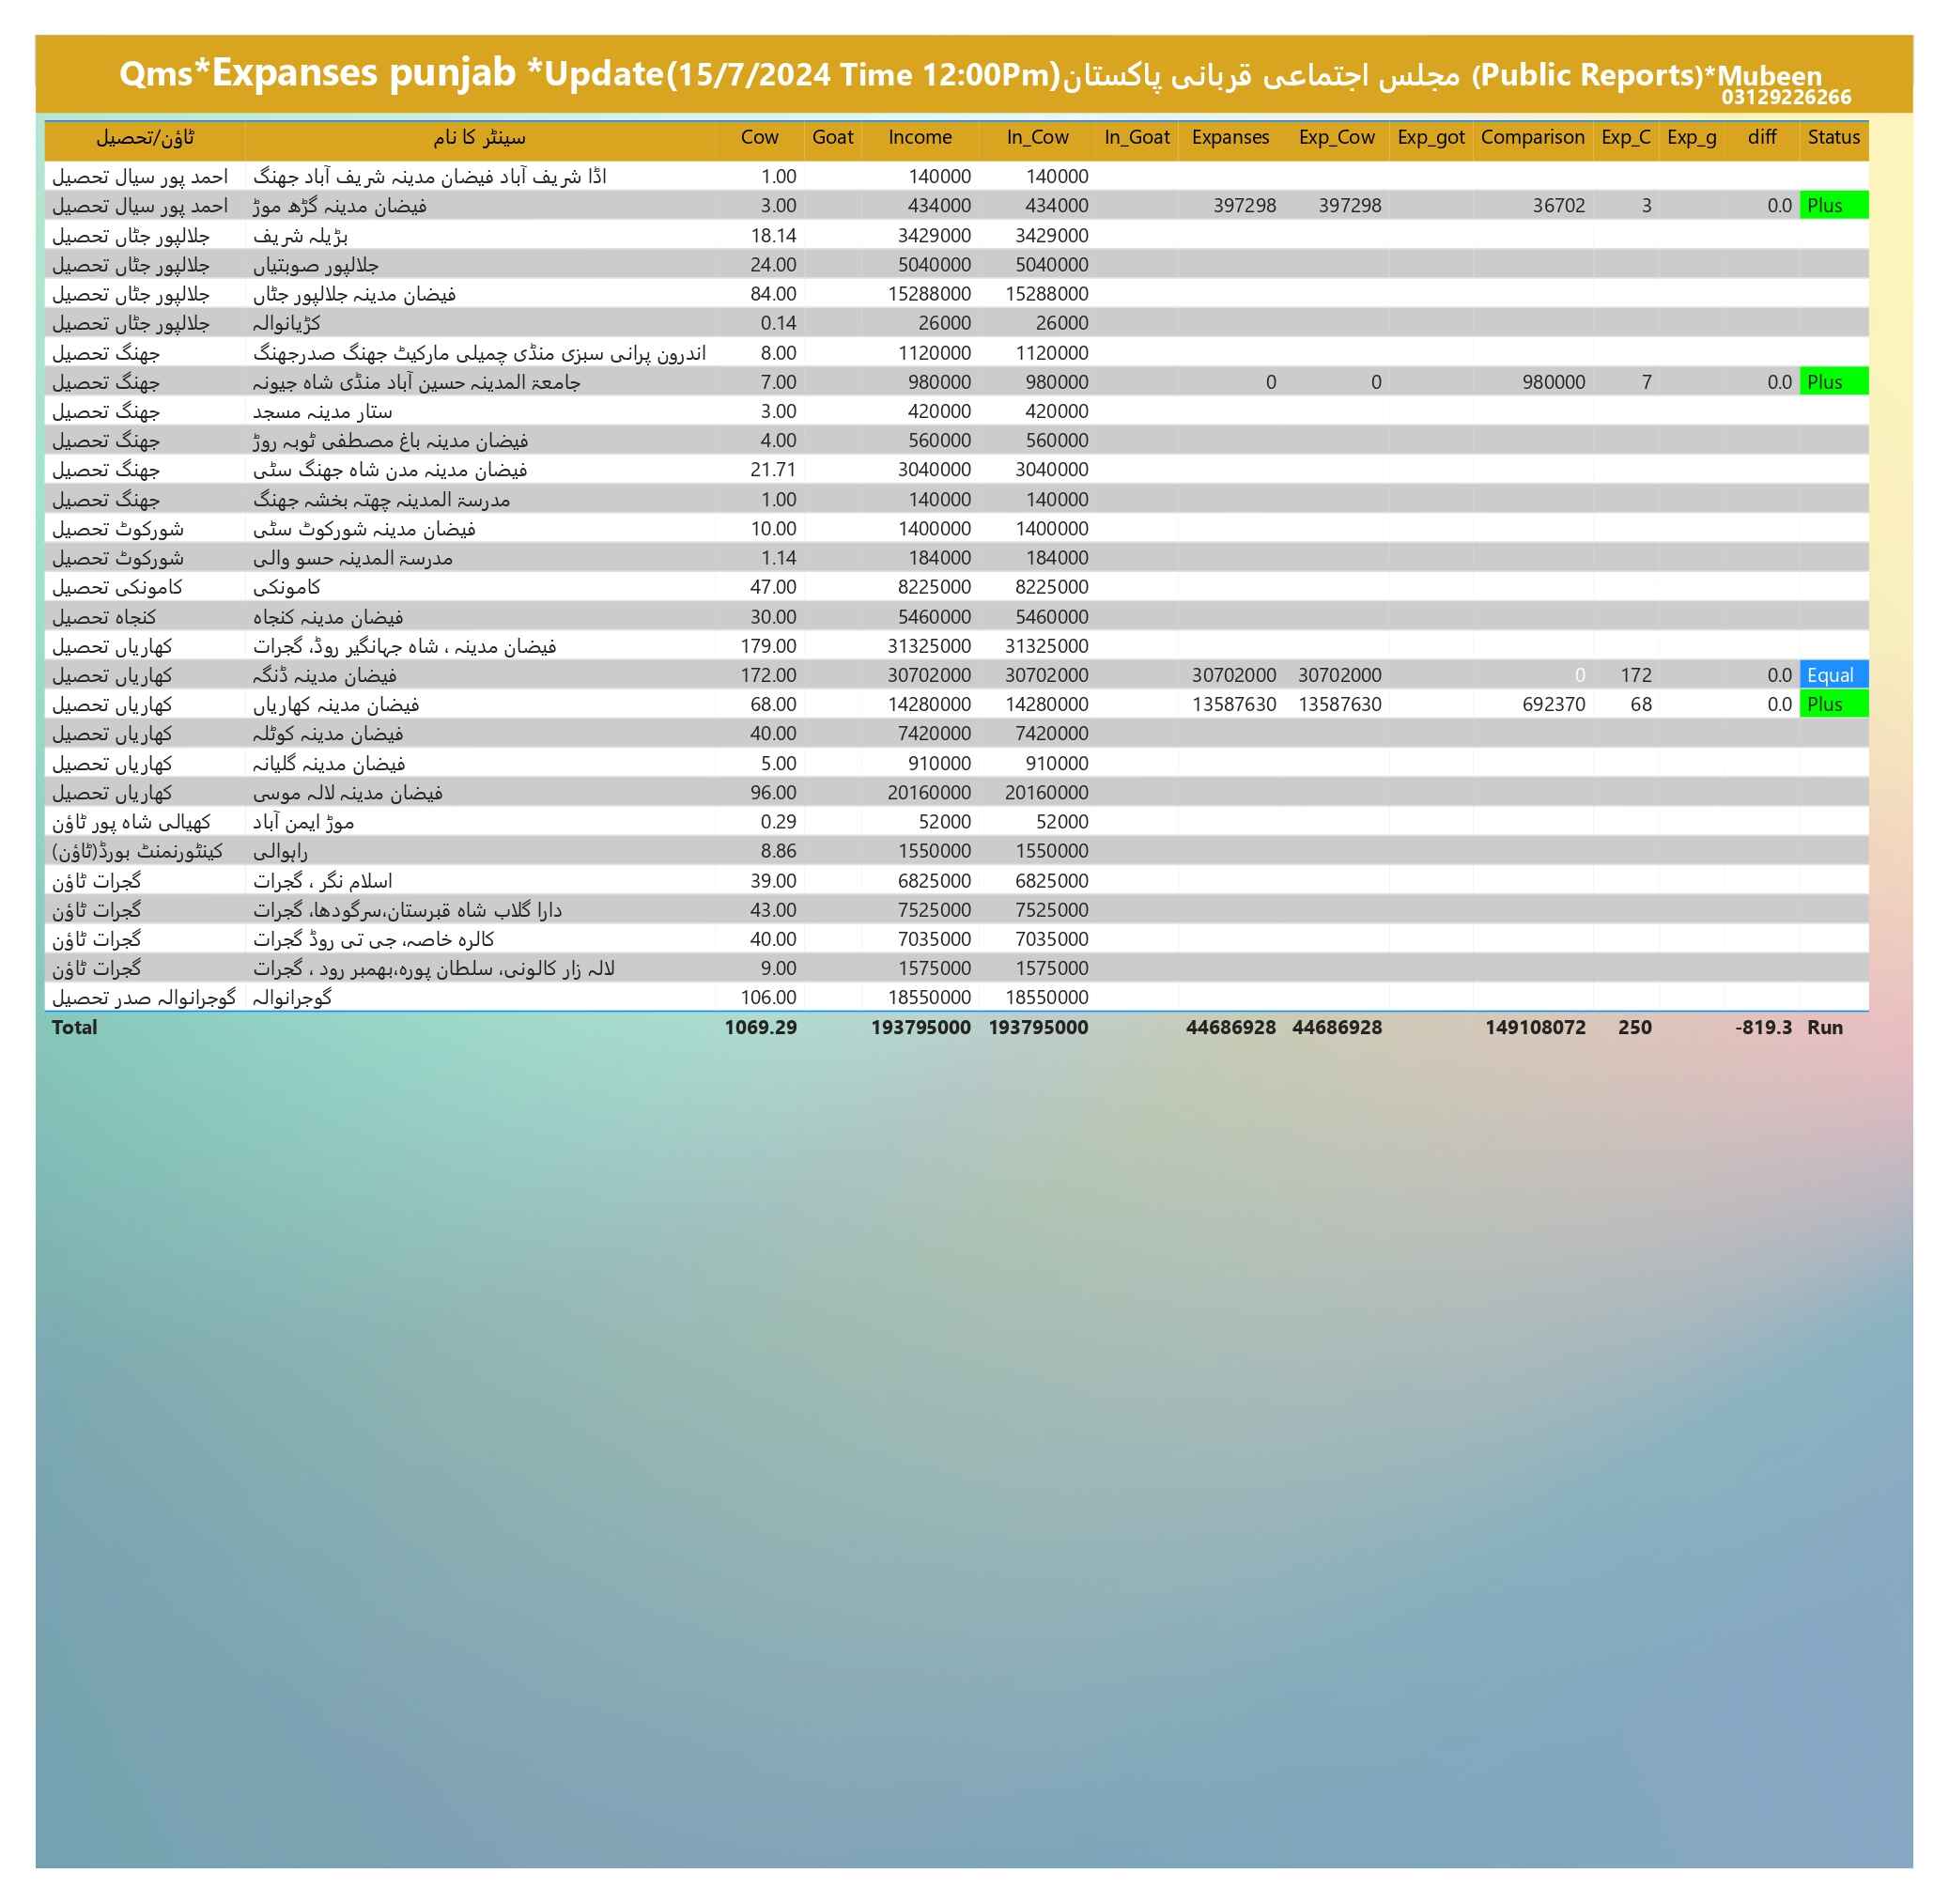 Qms*Expanses punjab *Update(15/7/2024 Time 12:00Pm)مجلس اجتماعی قربانی پاکستان (Public Reports)*Mubeen
03129226266
ٹاؤن/تحصیل سینٹر کا نام Cow Goat Income In_Cow In_Goat Expanses Exp_Cow Exp_got Comparison Exp_C Exp_g diff Status
احمد پور سیال تحصیل اڈا شریف آباد فیضان مدینہ شریف آباد جھنگ 1.00 140000 140000
احمد پور سیال تحصیل فیضان مدینہ گڑھ موڑ 3.00 434000 434000 397298 397298 36702 3 0.0 Plus
جلالپور جٹاں تحصیل بڑیلہ شریف 18.14 3429000 3429000
جلالپور جٹاں تحصیل جلالپور صوبتیاں 24.00 5040000 5040000
جلالپور جٹاں تحصیل فیضان مدینہ جلالپور جٹاں 84.00 15288000 15288000
جلالپور جٹاں تحصیل کڑیانوالہ 0.14 26000 26000
جھنگ تحصیل اندرون پرانی سبزی منڈی چمیلی مارکیٹ جھنگ صدرجھنگ 8.00 1120000 1120000
جھنگ تحصیل جامعۃ المدینہ حسین آباد منڈی شاہ جیونہ 7.00 980000 980000 0 0 980000 7 0.0 Plus
جھنگ تحصیل ستار مدینہ مسجد 3.00 420000 420000
جھنگ تحصیل فیضان مدینہ باغ مصطفی ٹوبہ روڑ 4.00 560000 560000
جھنگ تحصیل فیضان مدینہ مدن شاہ جھنگ سٹی 21.71 3040000 3040000
جھنگ تحصیل مدرسۃ المدینہ چھتہ بخشہ جھنگ 1.00 140000 140000
شورکوٹ تحصیل فیضان مدینہ شورکوٹ سٹی 10.00 1400000 1400000
شورکوٹ تحصیل مدرسۃ المدینہ حسو والی 1.14 184000 184000
کامونکی تحصیل کامونکی 47.00 8225000 8225000
کنجاہ تحصیل فیضان مدینہ کنجاہ 30.00 5460000 5460000
کھاریاں تحصیل فیضان مدینہ ، شاہ جہانگیر روڈ، گجرات 179.00 31325000 31325000
کھاریاں تحصیل فیضان مدینہ ڈنگہ 172.00 30702000 30702000 30702000 30702000 0 172 0.0 Equal
کھاریاں تحصیل فیضان مدینہ کھاریاں 68.00 14280000 14280000 13587630 13587630 692370 68 0.0 Plus
کھاریاں تحصیل فیضان مدینہ کوٹلہ 40.00 7420000 7420000
کھاریاں تحصیل فیضان مدینہ گلیانہ 5.00 910000 910000
کھاریاں تحصیل فیضان مدینہ لالہ موسی 96.00 20160000 20160000
کھیالی شاہ پور ٹاؤن موڑ ایمن آباد 0.29 52000 52000
کینٹورنمنٹ بورڈ(ٹاؤن) راہوالی 8.86 1550000 1550000
گجرات ٹاؤن اسلام نگر ، گجرات 39.00 6825000 6825000
گجرات ٹاؤن دارا گلاب شاہ قبرستان،سرگودھا، گجرات 43.00 7525000 7525000
گجرات ٹاؤن کالرہ خاصہ، جی تی روڈ گجرات 40.00 7035000 7035000
گجرات ٹاؤن لالہ زار کالونی، سلطان پورہ،بھمبر رود ، گجرات 9.00 1575000 1575000
گوجرانوالہ صدر تحصیل گوجرانوالہ 106.00 18550000 18550000
Total 1069.29 193795000 193795000 44686928 44686928 149108072 250 -819.3 Run